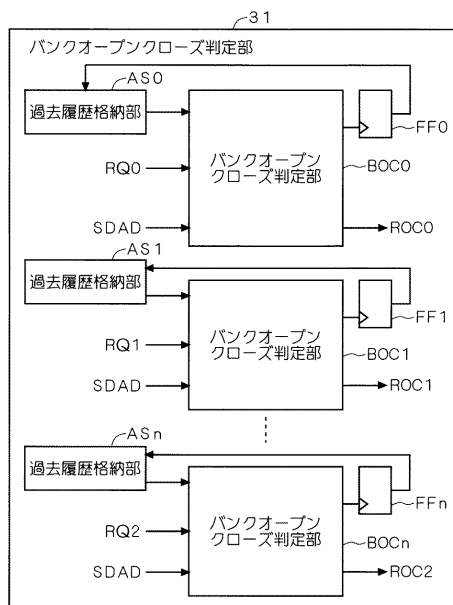 31
バンクオープンクローズ判定部
AS0
過去履歴格納部
FF0
RQ0
バンクオープン
クローズ判定部
BOC0
SDAD
ROC0
AS1
過去履歴格納部
FF1
RQ1
バンクオープン
クローズ判定部
BOC1
SDAD
ROC1
ASn
過去履歴格納部
FFn
RQ2
バンクオープン
クローズ判定部
BOCn
SDAD
ROC2